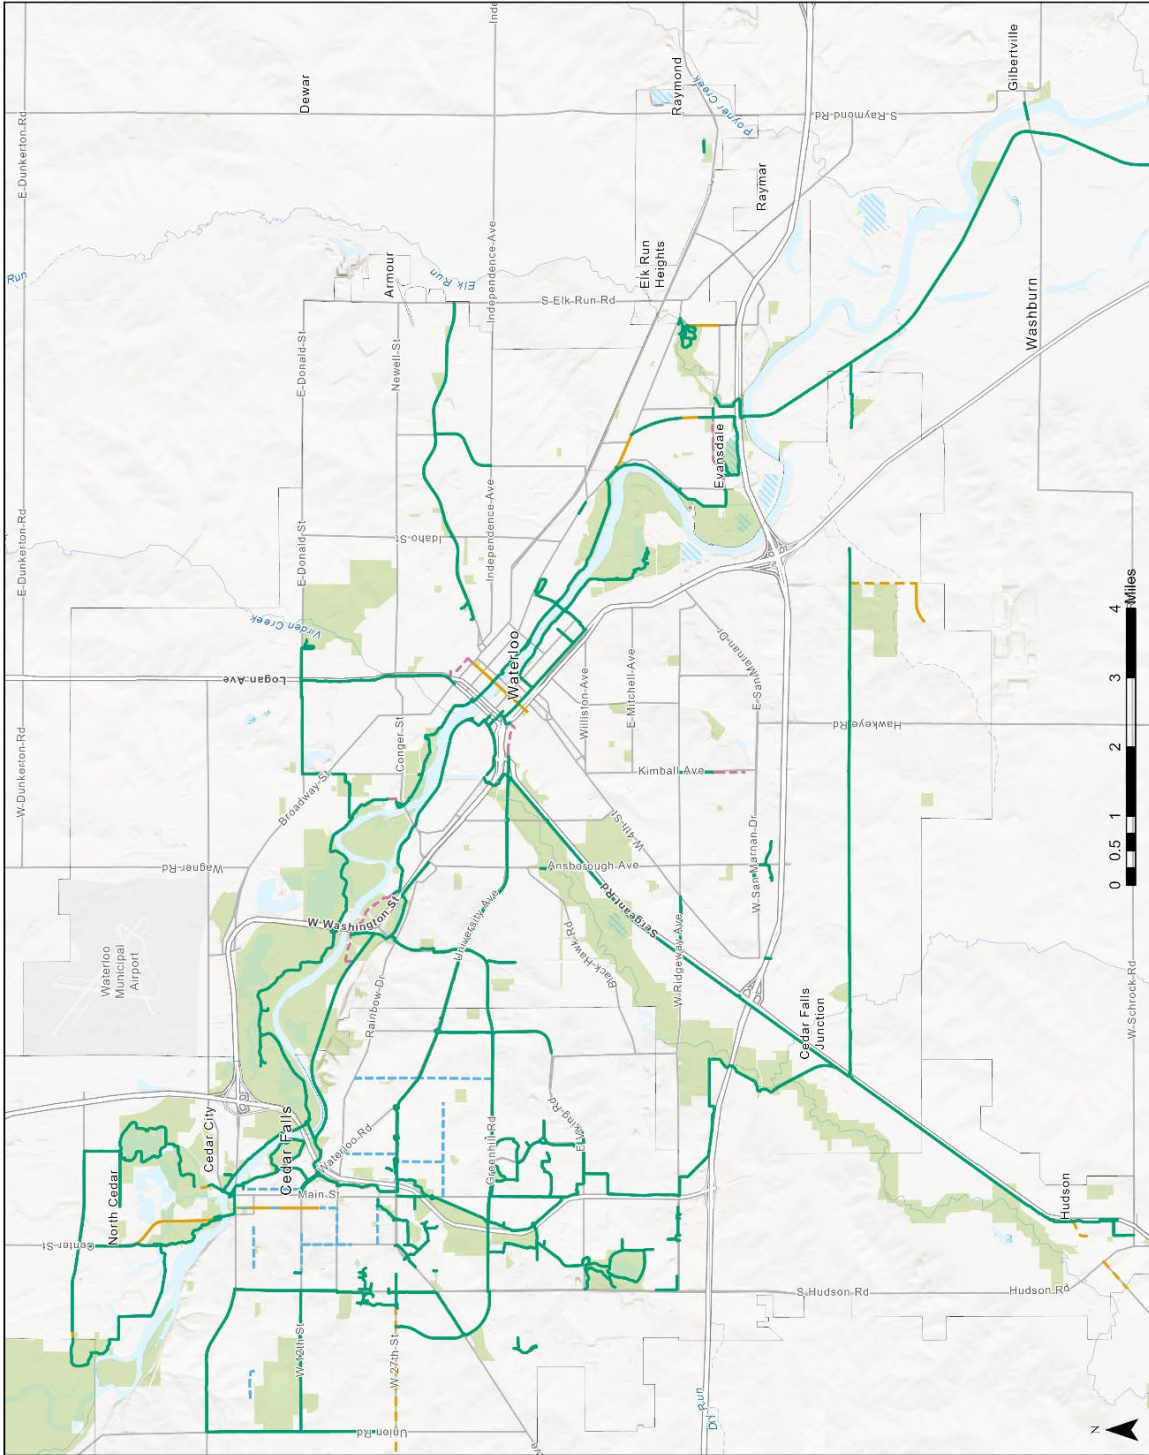 Run
W-Dunkerton-Rd
E-Dunkerton-Rd
E-Dunkerton-Rd
Center-St
North Cedar
Waterloo
Municipal
Airport
Cedar City
Wagner-Rd
Virden Creek
Logan Ave
Broadway-St
Dewar
W-12th-St
Cedar Falls
Main St
W-Washington-St
E-Donald-St
E-Donald-St
Union-Rd
W-27th-St
Waterloo-Rd
Rainbow-Dr
Conger-St
Idaho-St
Newell-St
Armour
Elk Run
University-Ave
Greenhill-Rd
Independence-Ave
Independence-Ave
Inde
Ave
Waterloo
Viking-Rd
Black-Hawk-Rd
Ansborough-Ave
Williston-Ave
S-Elk-Run-Rd
W-4th-St
E-Mitchell-Ave
Elk Run
Heights
Sergeant-Rd
W-Ridgeway-Ave
Kimball-Ave
Raymond
Poyner Creek
Dry Run
Evansdale
E-San-Marnan-Dr
W-San-Marnan-Dr
Raymar
Cedar Falls
Junction
S-Hudson-Rd
Hawkeye-Rd
S-Raymond-Rd
Hudson
Hudson-Rd
Washburn
Gilbertville
N
W-Schrock-Rd
0 0.5 1 2 3 4
Miles